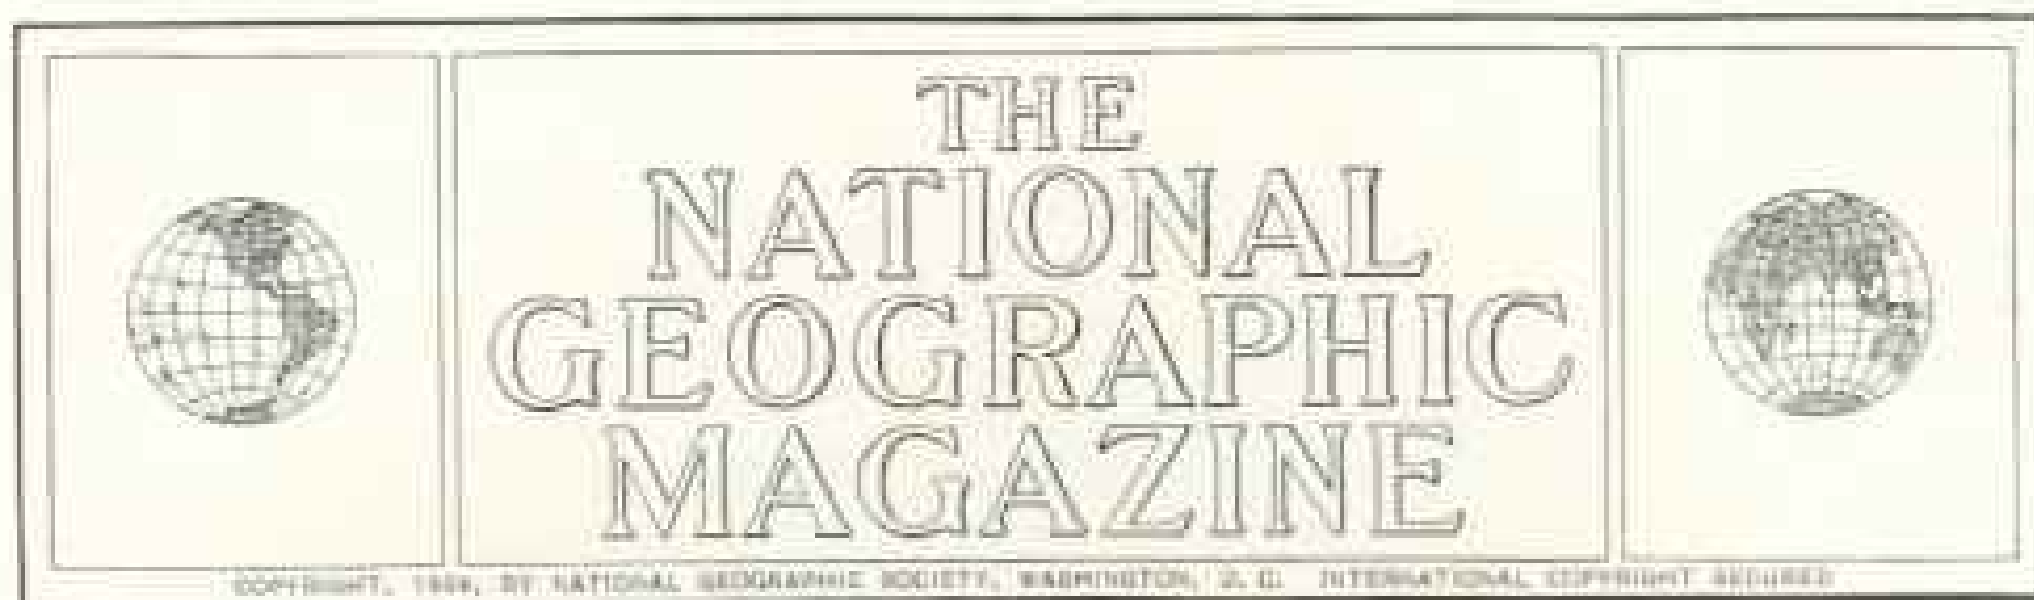 THE
NATIONAL
GEOGRAPHIC
MAGAZINE
COPYRIGHT, BY NATIONAL GEOGRAPHIC SOCIETY, WASHINGTON, D. C. INTERNATIONAL COPYRIGHT SECURED